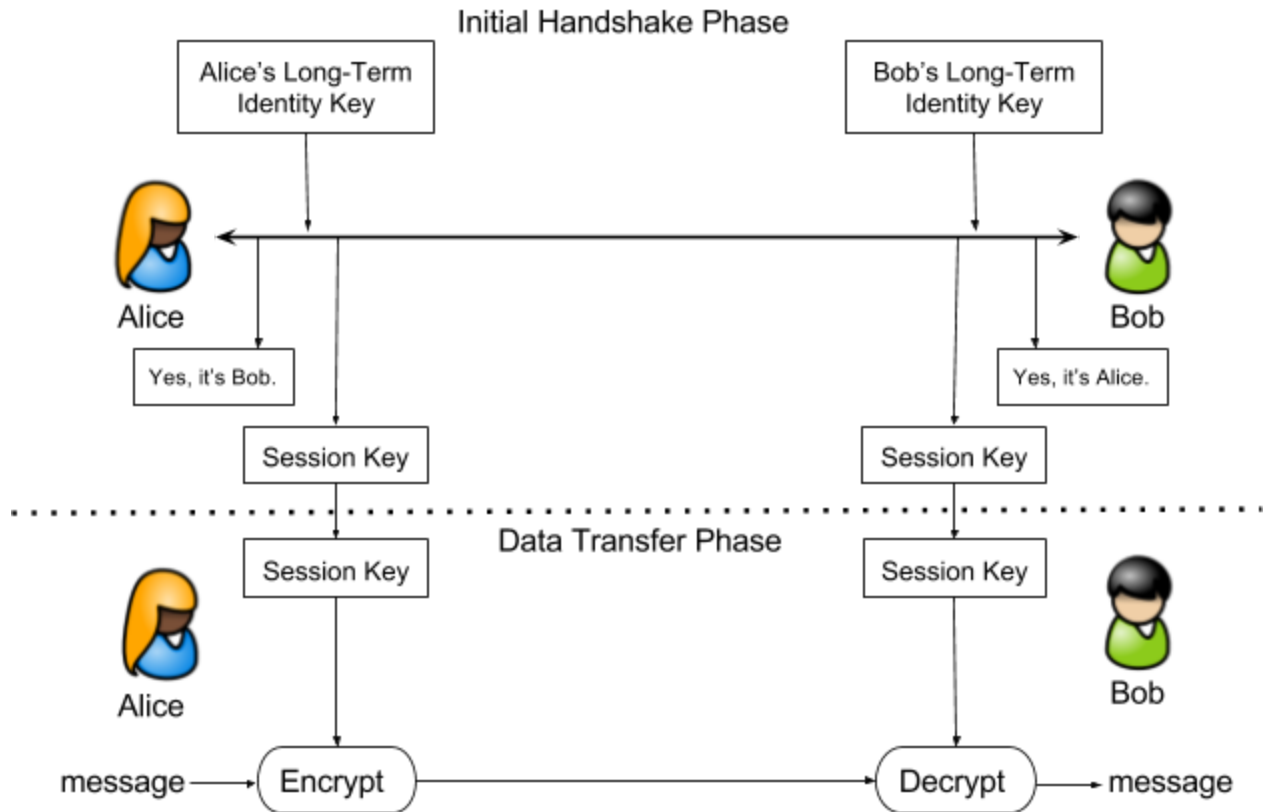 Initial Handshake Phase
Alice’s Long-Term
Identity Key
Bob’s Long-Term
Identity Key
Alice
Bob
Yes, it’s Bob.
Yes, it’s Alice.
Session Key
Session Key
Data Transfer Phase
Session Key
Session Key
Alice
Bob
message
Encrypt
Decrypt
message